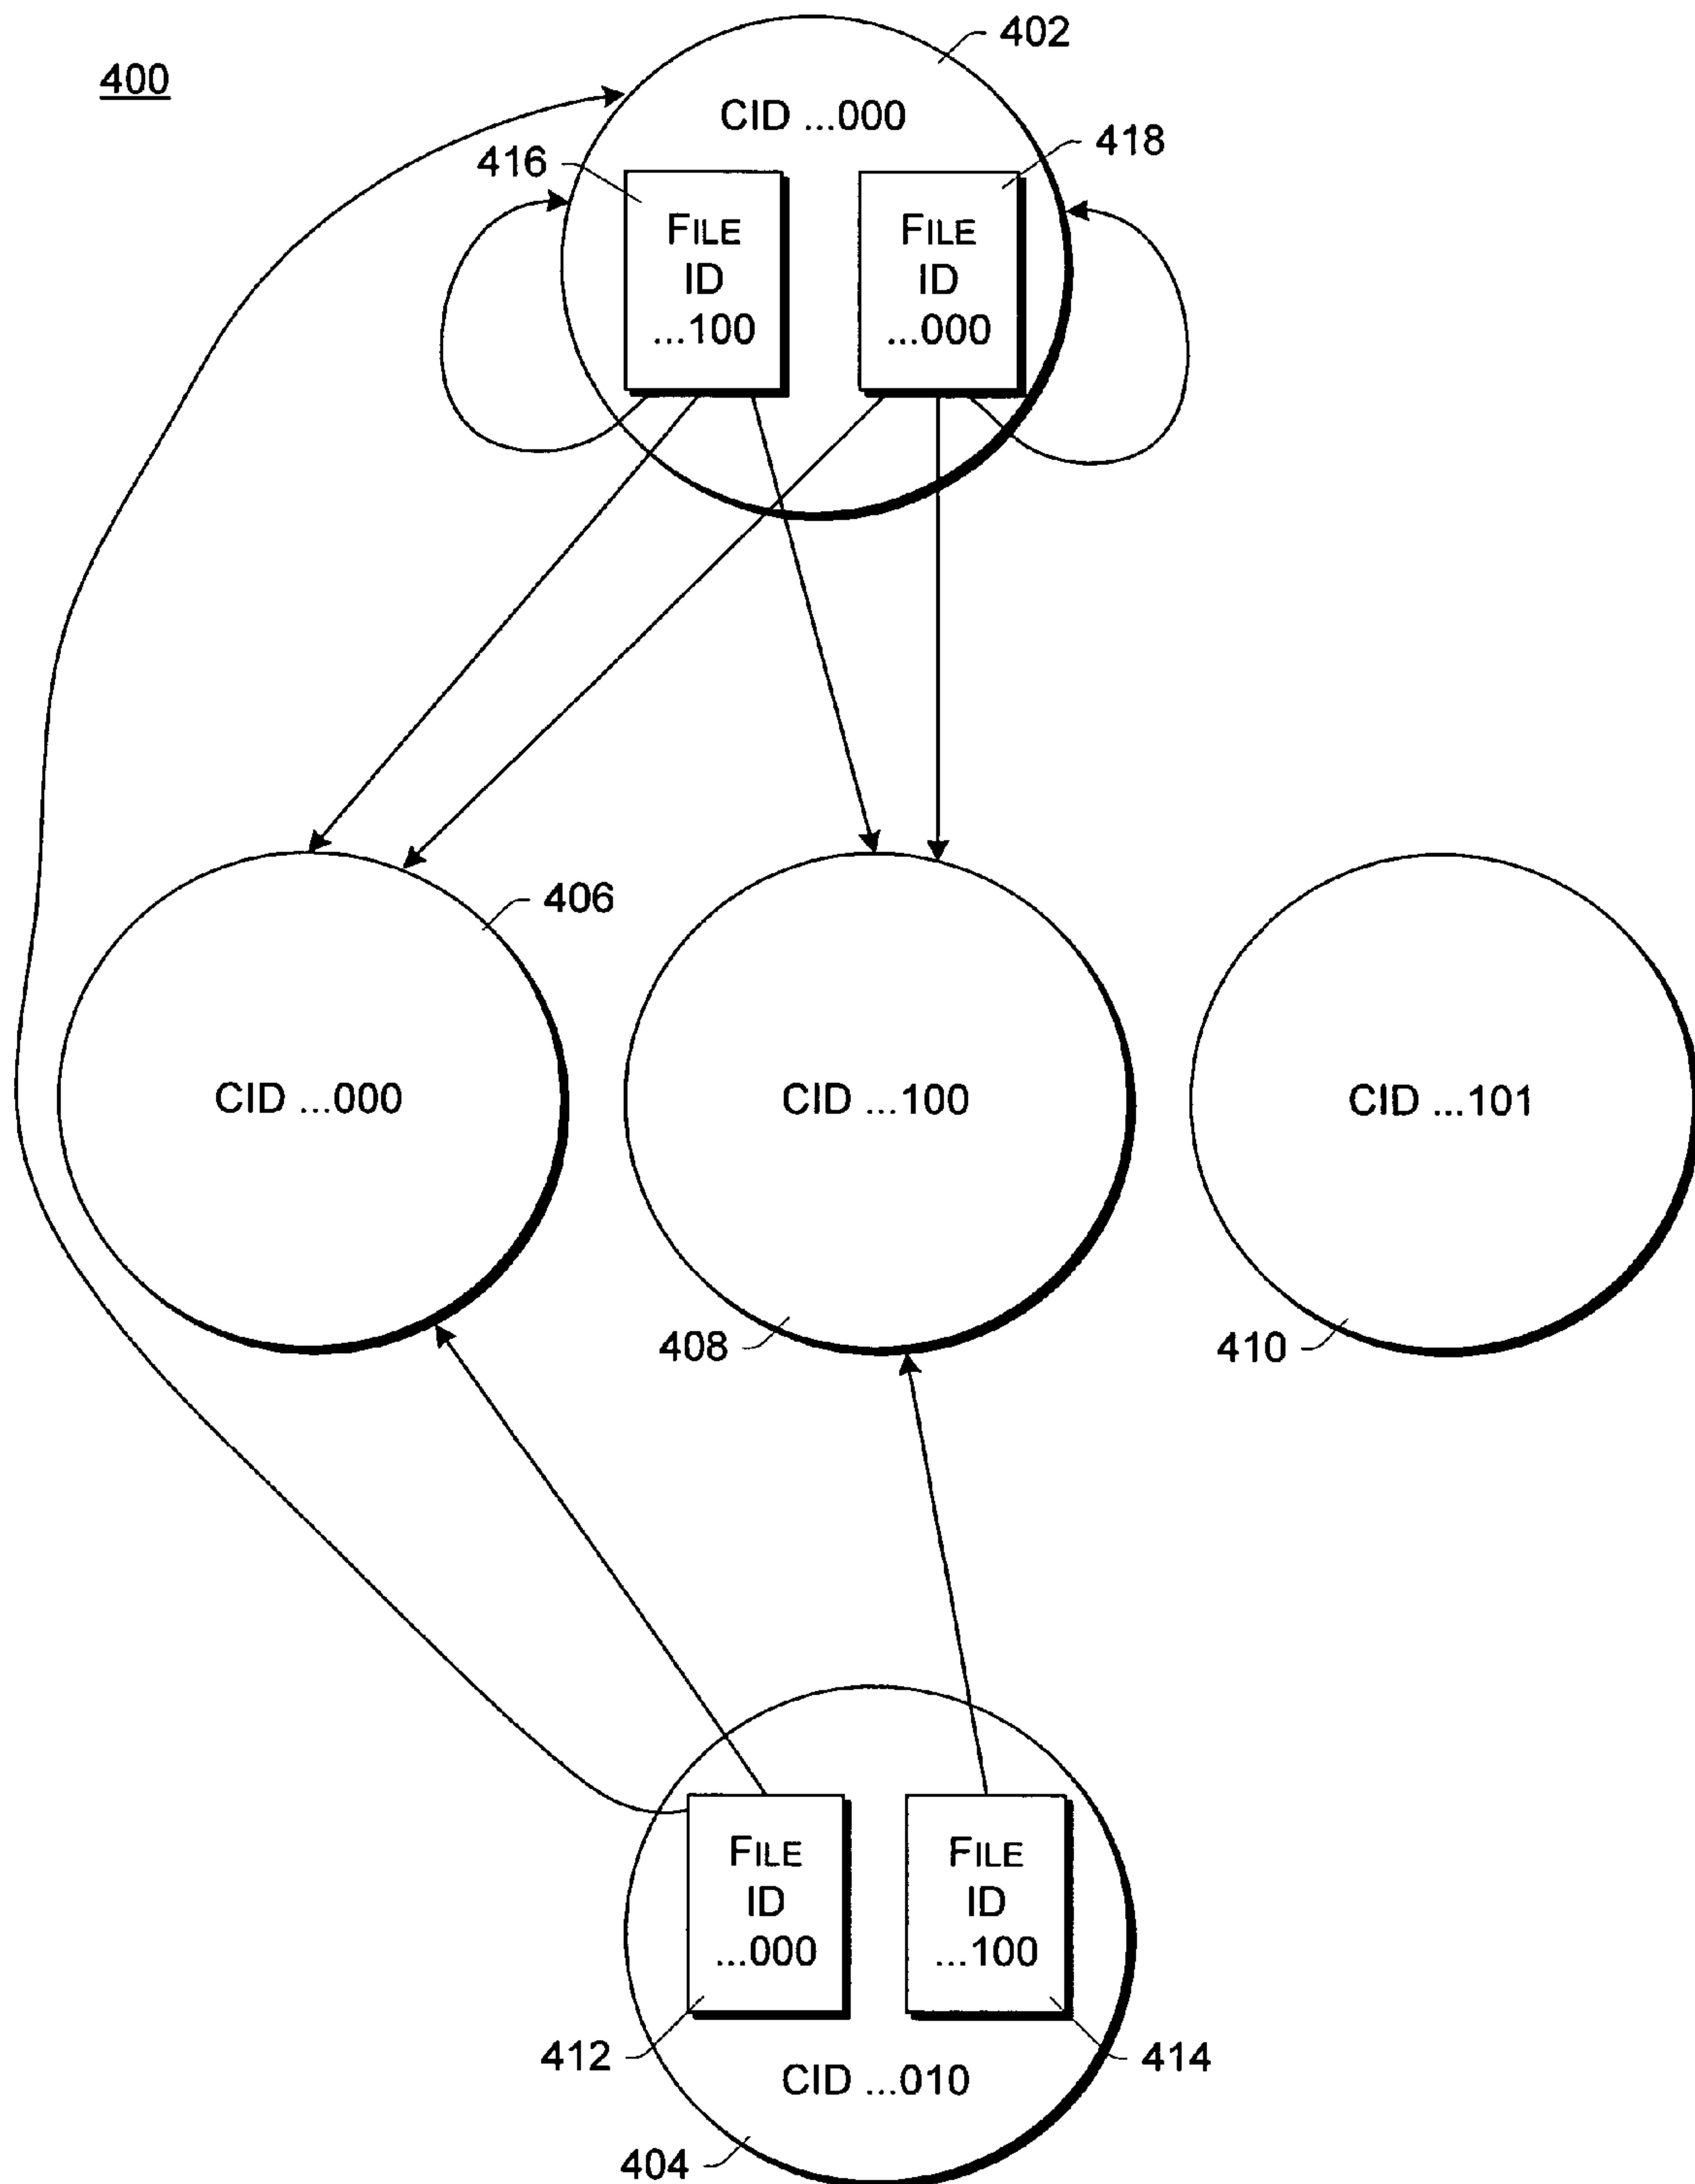 402
400
CID ...000
416
418
FILE
ID
...100
FILE
ID
...000
406
CID ...000
CID ...100
CID ...101
408
410
FILE
ID
...000
FILE
ID
...100
412
414
CID ...010
404